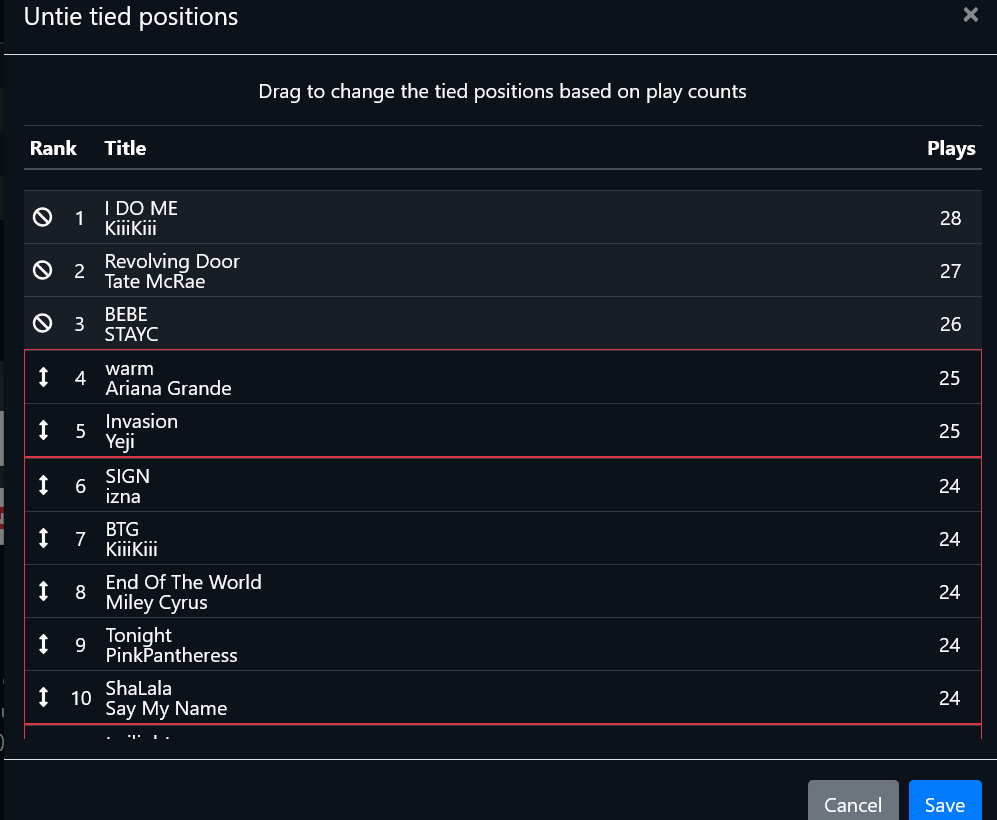 Untie tied positions
Drag to change the tied positions based on play counts
Rank Title Plays
1 I DO ME 28
KiiiKiii
2 Revolving Door 27
Tate McRae
3 BEBE 26
STAYC
4 warm 25
Ariana Grande
5 Invasion 25
Yeji
6 SIGN 24
izna
7 BTG 24
KiiiKiii
8 End Of The World 24
Miley Cyrus
9 Tonight 24
PinkPantheress
10 ShaLala 24
Say My Name
Cancel Save